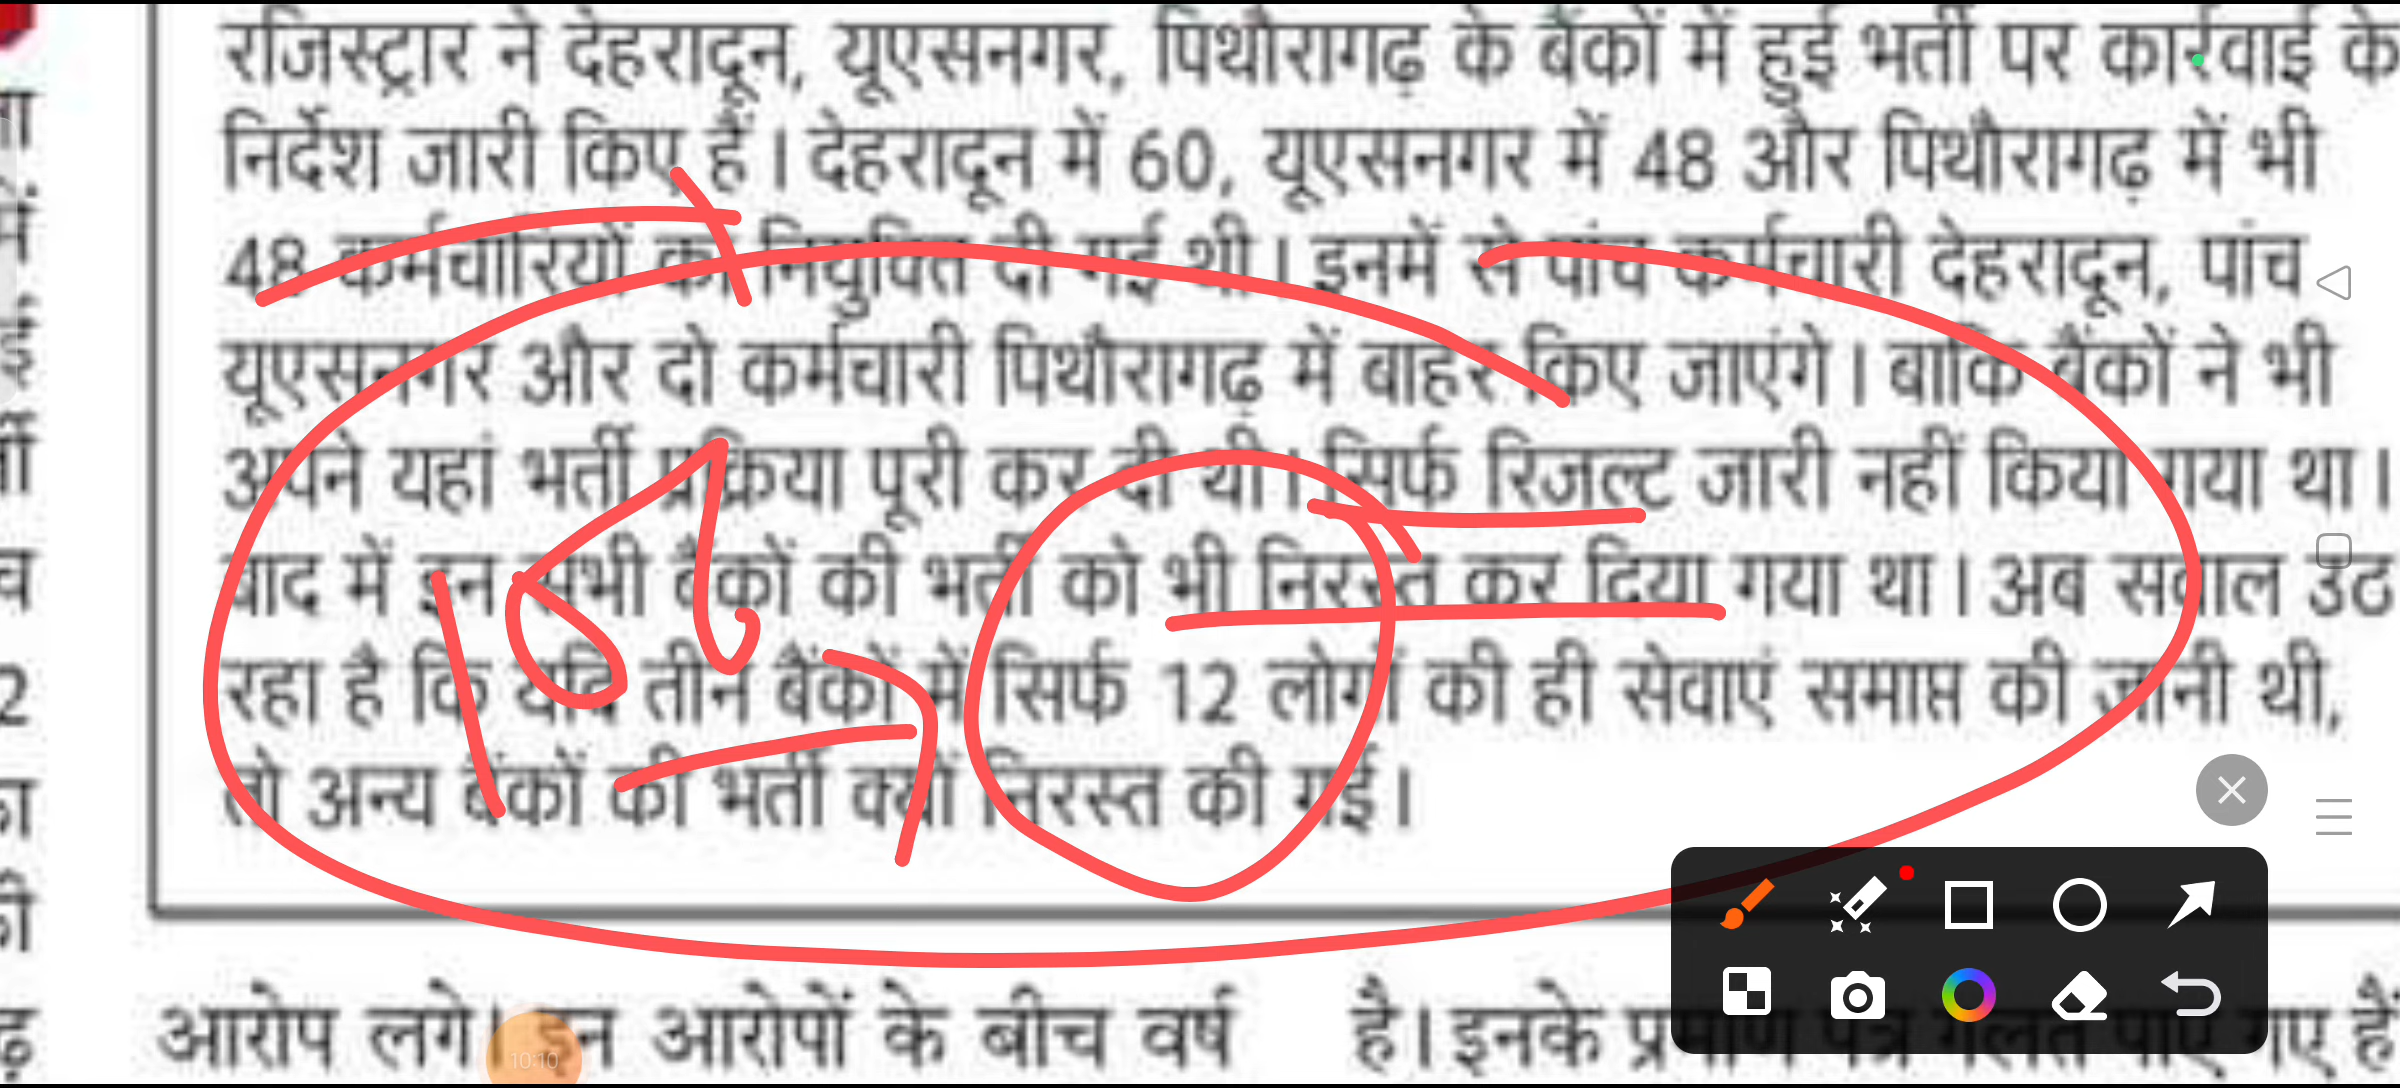 रजिस्ट्रार ने देहरादून, यूएसनगर, पिथौरागढ़ के बैंकों में हुई भर्ती पर कार्रवाई के
निर्देश जारी किए हैं। देहरादून में 60, यूएसनगर में 48 और पिथौरागढ़ में भी
48 कर्मचारियों को नियुक्ति दी गई थी। इनमें से पांच कर्मचारी देहरादून, पांच
यूएसनगर और दो कर्मचारी पिथौरागढ़ में बाहर किए जाएंगे। बाकि बैंकों ने भी
अपने यहां भर्ती प्रक्रिया पूरी कर दी थी। सिर्फ रिजल्ट जारी नहीं किया गया था।
बाद में इन सभी बैंकों की भर्ती को भी निरस्त कर दिया गया था। अब सवाल उठ
रहा है कि यदि तीन बैंकों में सिर्फ 12 लोगों की ही सेवाएं समाप्त की जानी थी,
तो अन्य बैंकों की भर्ती क्यों निरस्त की गई।
आरोप लगे। इन आरोपों के बीच वर्ष
है। इनके प्रमाण पत्र गलत पाए गए हैं
10:10